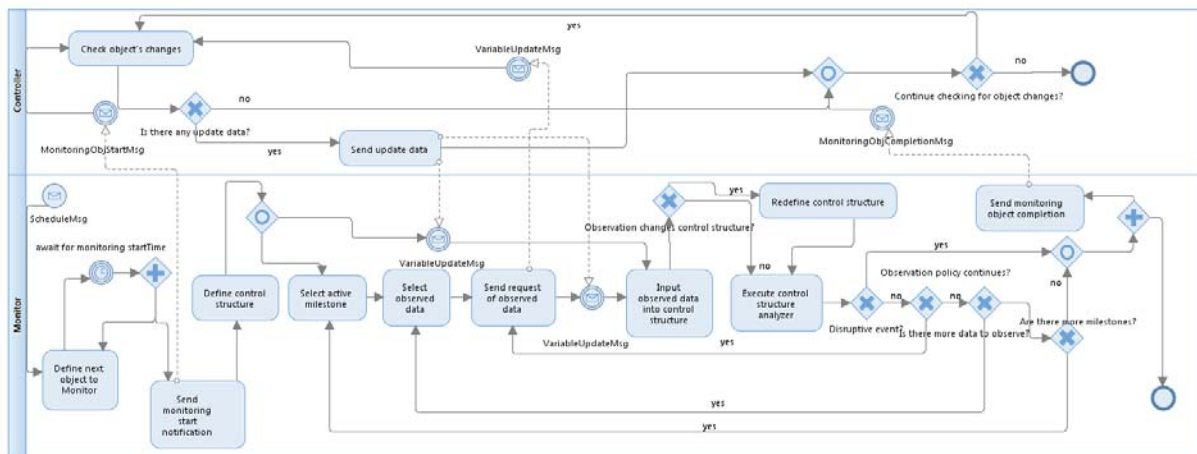 Controller
Check object's changes
yes
VariableUpdateMsg
no
no
Continue checking for object changes?
Is there any update data?
MonitoringObjStartMsg
yes
Send update data
MonitoringObjCompletionMsg
Monitor
ScheduleMsg
await for monitoring startTime
Define next
object to
Monitor
Send
monitoring
start
notification
Define control
structure
Select active
milestone
VariableUpdateMsg
Select
observed
data
Send request
of observed
data
VariableUpdateMsg
Input
observed data
into control
structure
Observation changes control structure?
yes
no
Redefine control structure
Execute control
structure
analyzer
Send monitoring
object completion
yes
Observation policy continues?
no
no
Disruptive event?
Is there more data to observe?
Are there more milestones?
no
yes
yes
yes